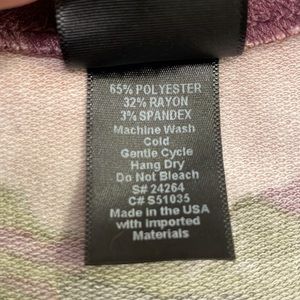 65% POLYESTER
32% RAYON
3% SPANDEX
Machine Wash
Cold
Gentle Cycle
Hang Dry
Do Not Bleach
S# 24264
C# S51035
Made in the USA
with Imported
Materials